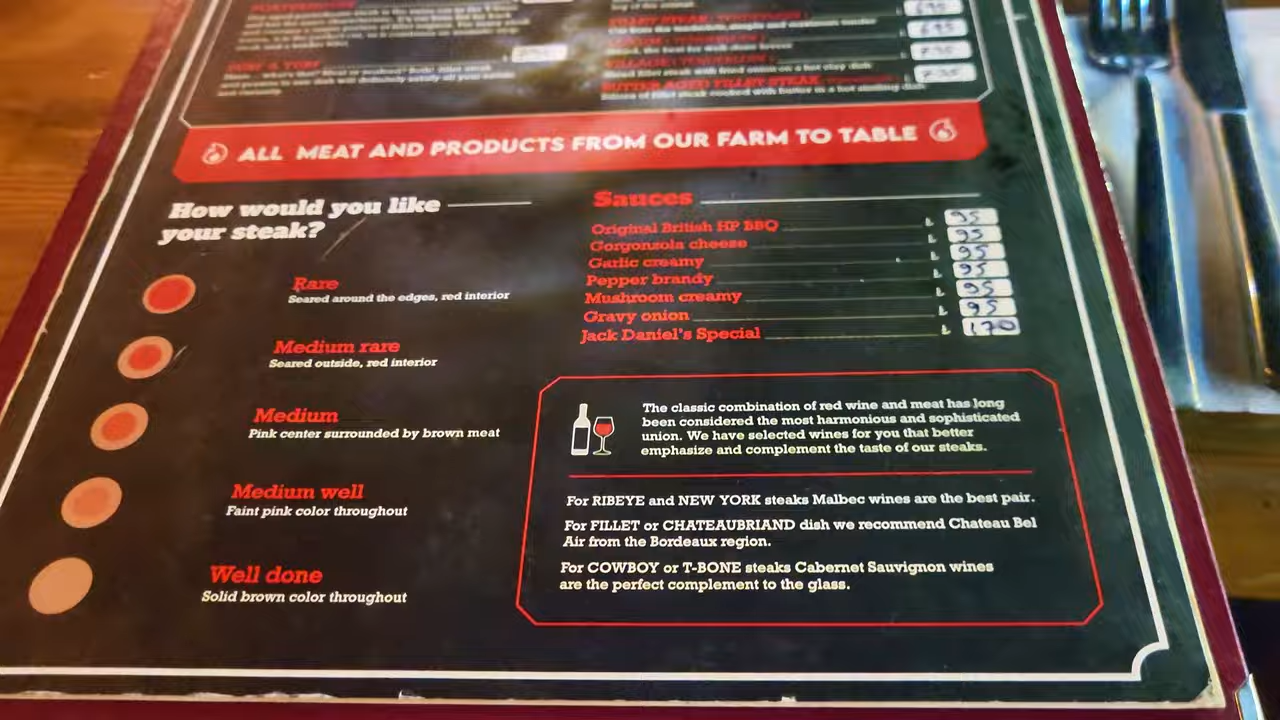 FILLET STEAK
BUTTER AGED FILLET STEAK
ALL MEAT AND PRODUCTS FROM OUR FARM TO TABLE
How would you like
your steak?
Rare
Seared around the edges, red interior
Medium rare
Seared outside, red interior
Medium
Pink center surrounded by brown meat
Medium well
Faint pink color throughout
Well done
Solid brown color throughout
Sauces
Original British HP BBQ ₺ 95
Gorgonzola cheese ₺ 95
Garlic creamy ₺ 95
Pepper brandy ₺ 95
Mushroom creamy ₺ 95
Gravy onion ₺ 95
Jack Daniel's Special ₺ 170
The classic combination of red wine and meat has long
been considered the most harmonious and sophisticated
union. We have selected wines for you that better
emphasize and complement the taste of our steaks.
For RIBEYE and NEW YORK steaks Malbec wines are the best pair.
For FILLET or CHATEAUBRIAND dish we recommend Chateau Bel
Air from the Bordeaux region.
For COWBOY or T-BONE steaks Cabernet Sauvignon wines
are the perfect complement to the glass.